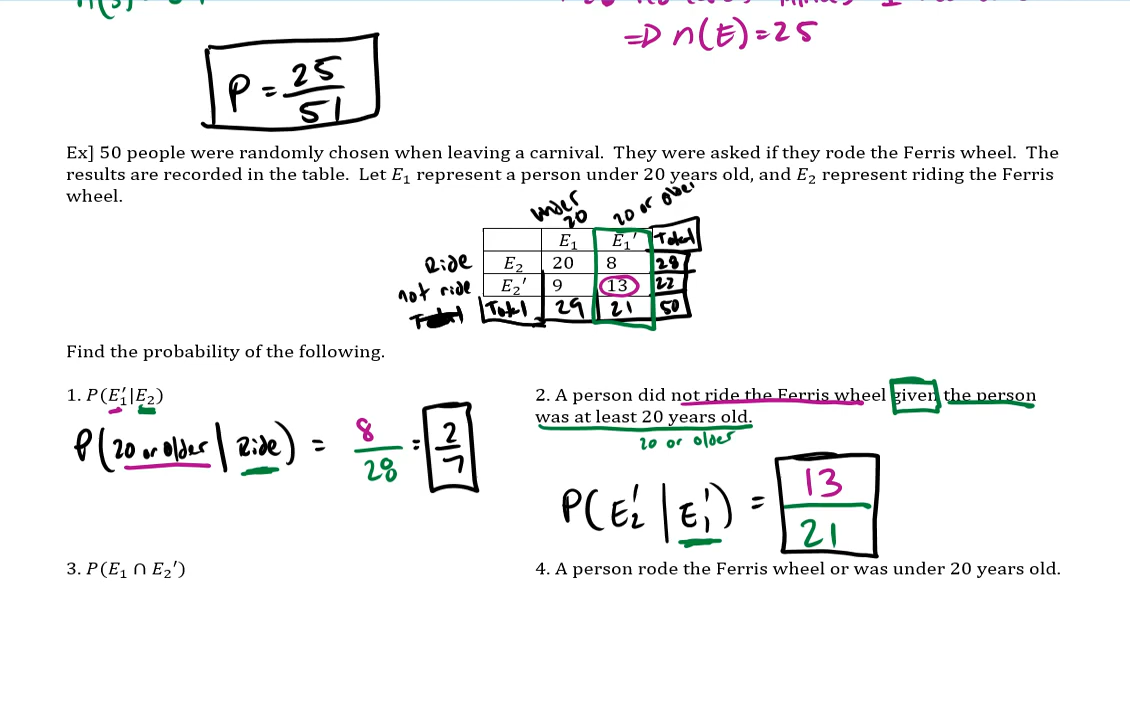 => n(E)=25
P = 25/51
Ex] 50 people were randomly chosen when leaving a carnival. They were asked if they rode the Ferris wheel. The
results are recorded in the table. Let E₁ represent a person under 20 years old, and E₂ represent riding the Ferris
wheel.
under 20 20 or older
E₁ E₁′ Total
Ride E₂ 20 8 28
not ride E₂′ 9 13 22
Total 29 21 50
Find the probability of the following.
1. P(E₁′|E₂)
P(20 or older | Ride) = 8/28 = 2/7
2. A person did not ride the Ferris wheel given the person
was at least 20 years old.
20 or older
P(E₂′ | E₁′) = 13/21
3. P(E₁ ∩ E₂′)
4. A person rode the Ferris wheel or was under 20 years old.